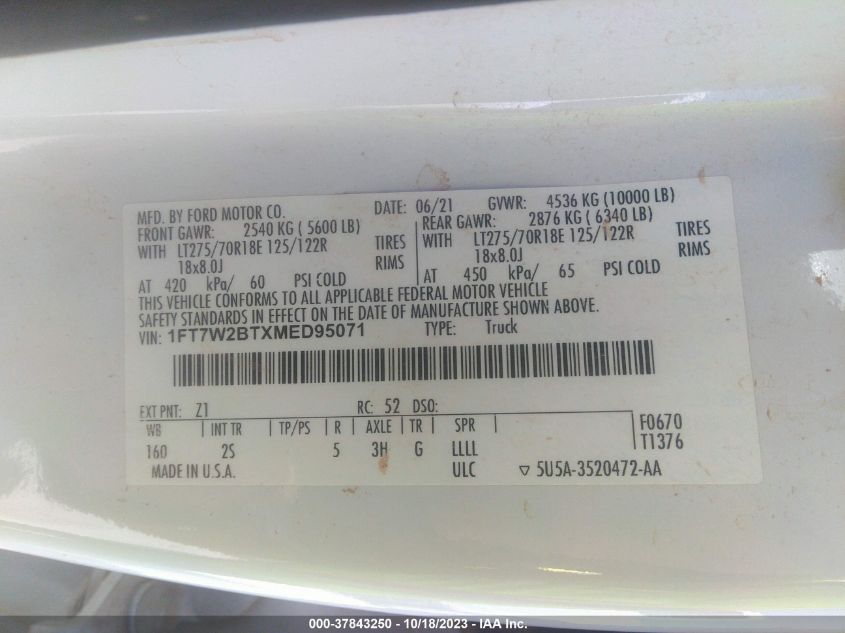 MFD. BY FORD MOTOR CO. DATE: 06/21 GVWR: 4536 KG (10000 LB)
FRONT GAWR: 2540 KG ( 5600 LB) REAR GAWR: 2876 KG ( 6340 LB)
WITH LT275/70R18E 125/122R TIRES WITH LT275/70R18E 125/122R TIRES
18x8.0J RIMS 18x8.0J RIMS
AT 420 kPa/ 60 PSI COLD AT 450 kPa/ 65 PSI COLD
THIS VEHICLE CONFORMS TO ALL APPLICABLE FEDERAL MOTOR VEHICLE
SAFETY STANDARDS IN EFFECT ON THE DATE OF MANUFACTURE SHOWN ABOVE.
VIN: 1FT7W2BTXMED95071 TYPE: Truck
EXT PNT: Z1 RC: 52 DSO:
WB INT TR TP/PS R AXLE TR SPR F0670
160 2S 5 3H G LLLL T1376
MADE IN U.S.A. ULC ▽ 5U5A-3520472-AA
000-37843250 - 10/18/2023 - IAA, Inc.